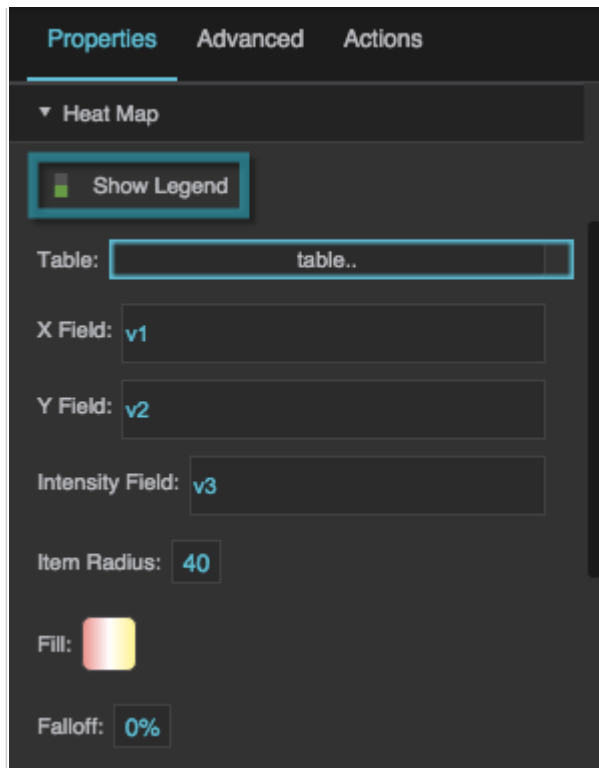 Properties Advanced Actions
Heat Map
Show Legend
Table: table..
X Field: v1
Y Field: v2
Intensity Field: v3
Item Radius: 40
Fill:
Falloff: 0%